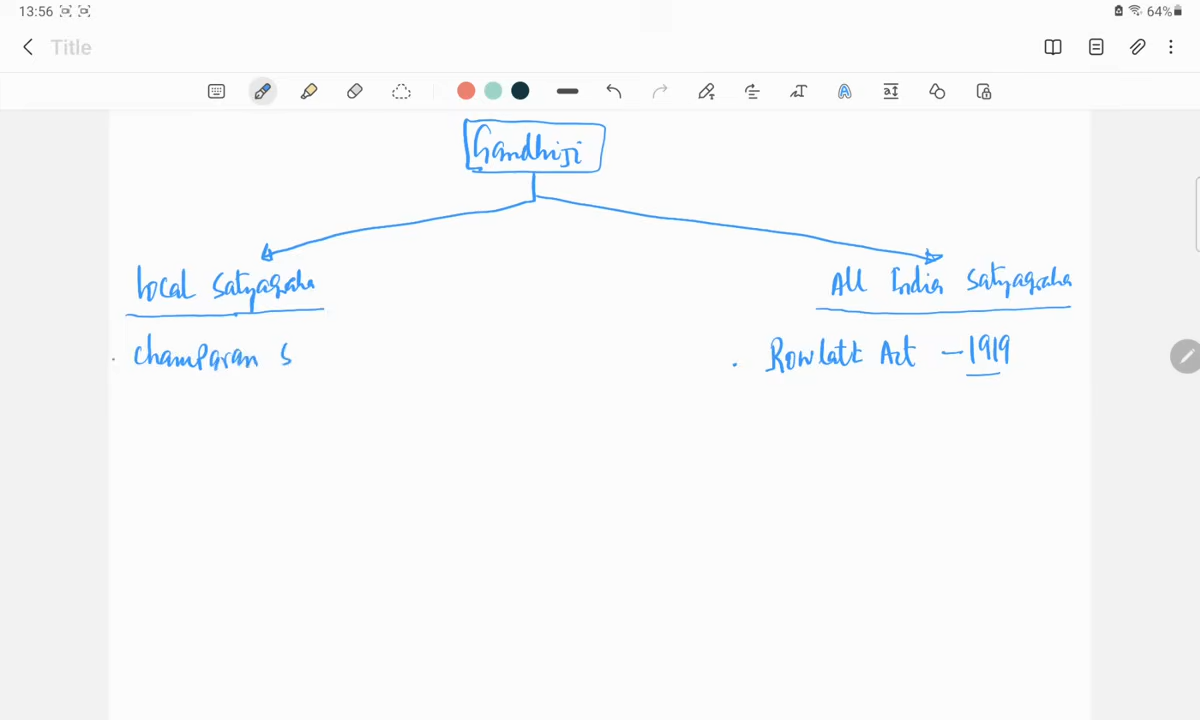 13:56
64%
Title
Gandhiji
Local Satyagraha
All India Satyagraha
Champaran S
Rowlatt Act - 1919